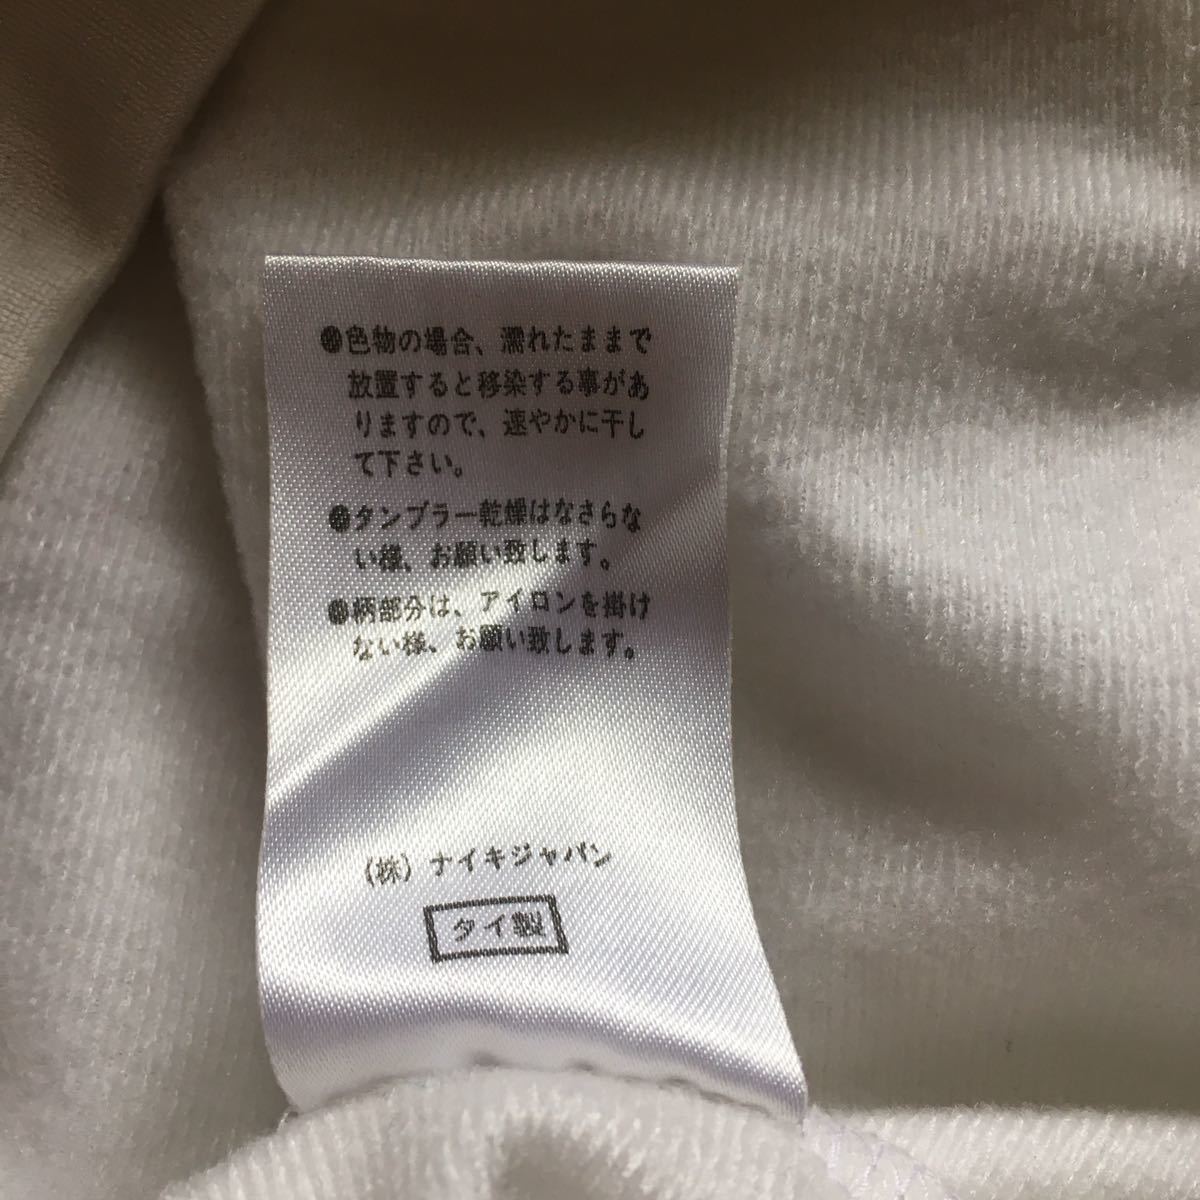 ●色物の場合、濡れたままで
放置すると移染する事があ
りますので、速やかに干し
て下さい。
●タンブラー乾燥はなさらな
い様、お願い致します。
●柄部分は、アイロンを掛け
ない様、お願い致します。
(株)ナイキジャパン
タイ製